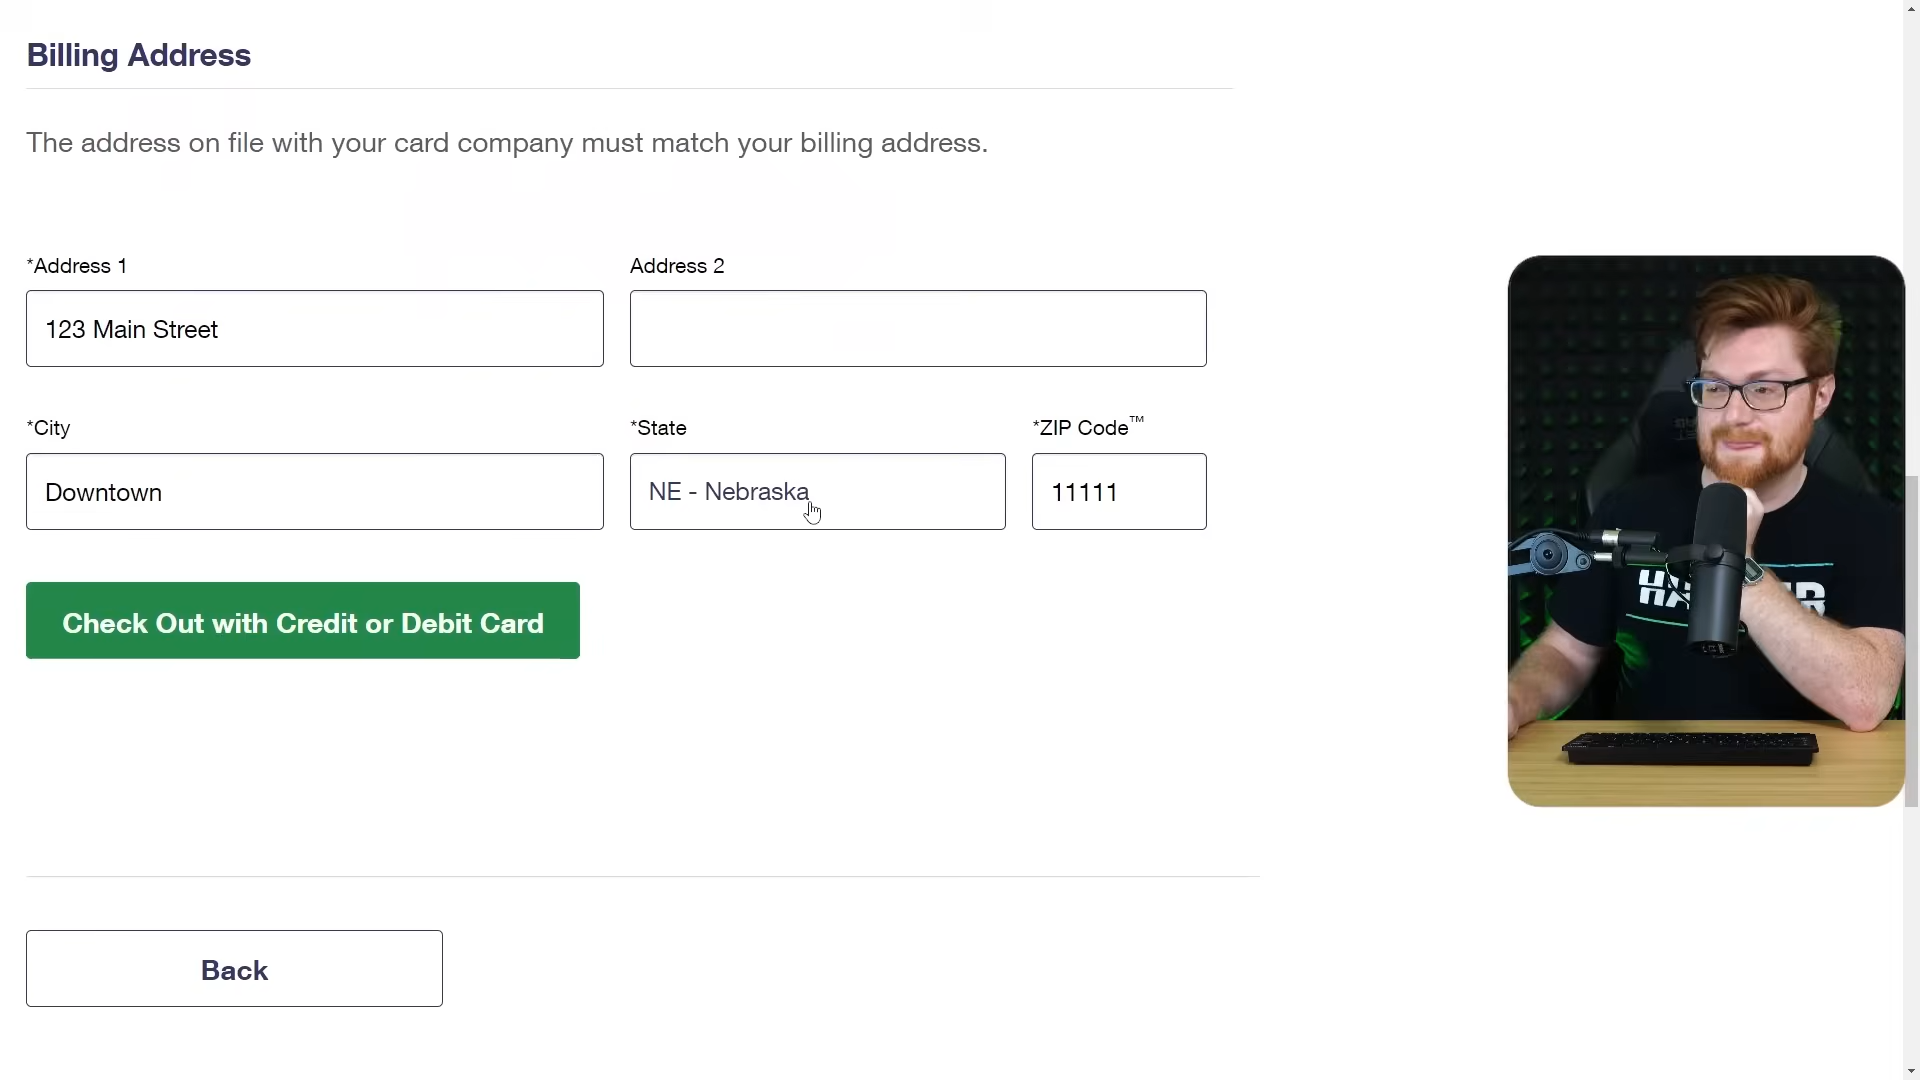 Billing Address
The address on file with your card company must match your billing address.
*Address 1
Address 2
123 Main Street
*City
*State
*ZIP Code™
Downtown
NE - Nebraska
11111
Check Out with Credit or Debit Card
Back